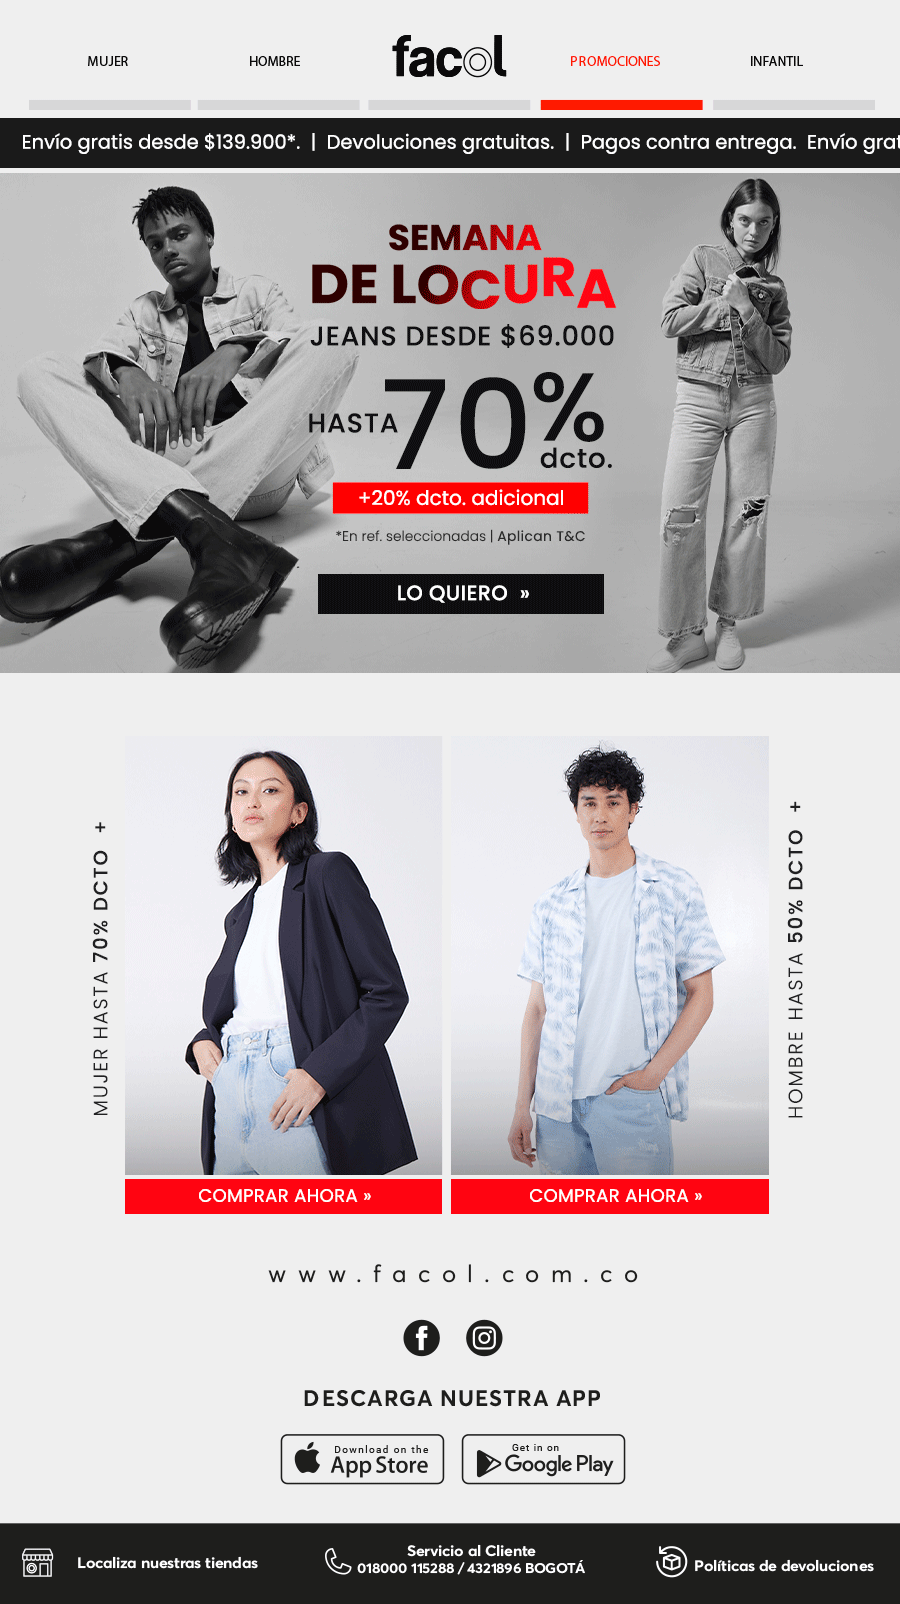 MUJER
HOMBRE
facol
PROMOCIONES
INFANTIL
Envío gratis desde $139.900*. | Devoluciones gratuitas. | Pagos contra entrega. Envío grat
SEMANA
DE LOCURA
JEANS DESDE $69.000
HASTA 70%
dcto.
+20% dcto. adicional
*En ref. seleccionadas | Aplican T&C
LO QUIERO »
MUJER HASTA 70% DCTO +
HOMBRE HASTA 50% DCTO +
COMPRAR AHORA »
COMPRAR AHORA »
www.facol.com.co
DESCARGA NUESTRA APP
Download on the
App Store
Get in on
Google Play
Localiza nuestras tiendas
Servicio al Cliente
018000 115288 / 4321896 BOGOTÁ
Políticas de devoluciones